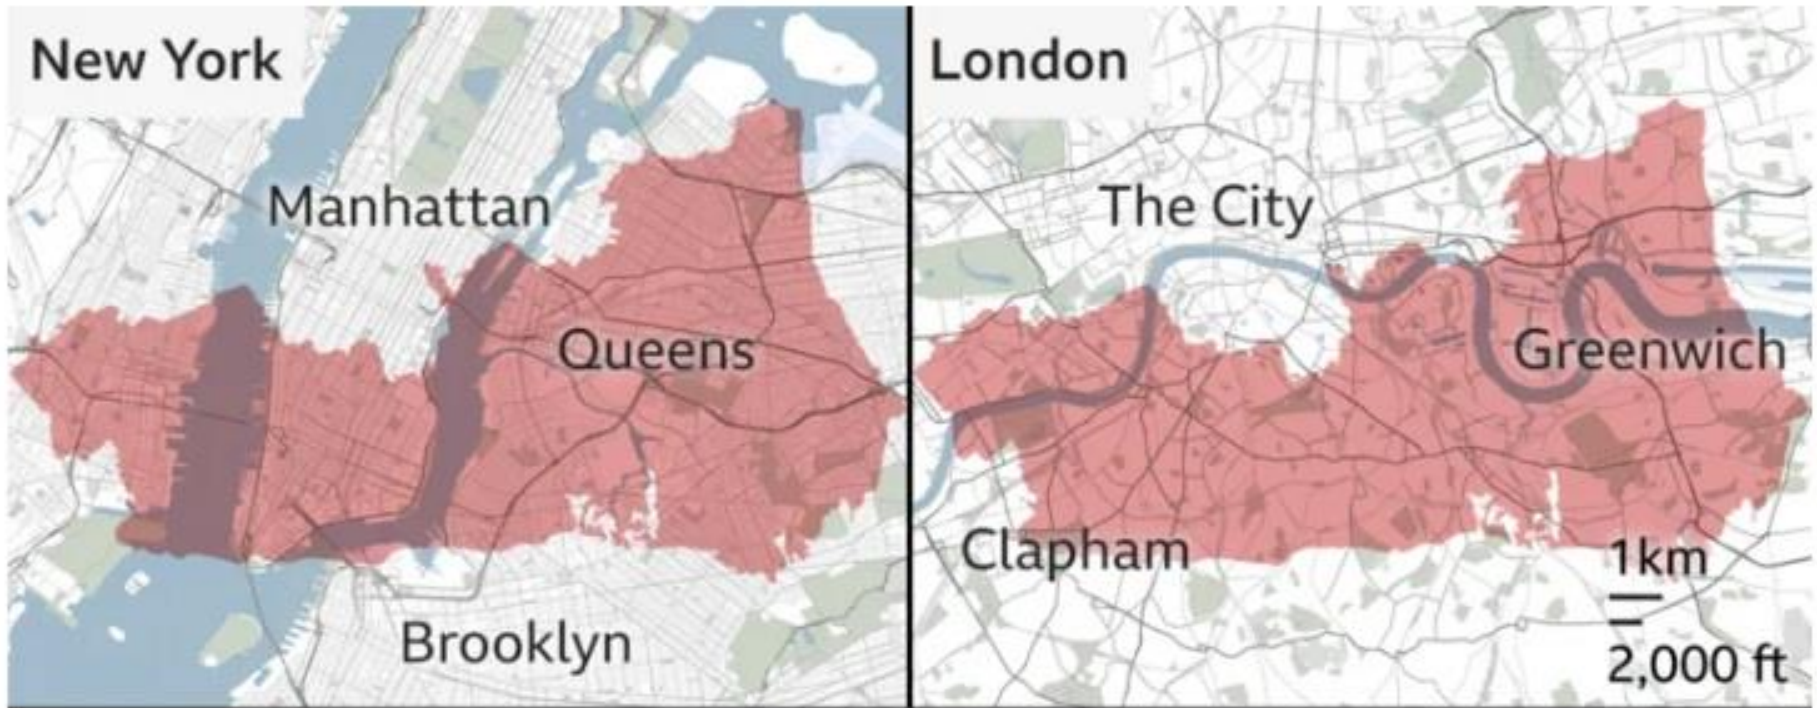 New York
Manhattan
Queens
Brooklyn
London
The City
Greenwich
Clapham
1km
2,000 ft